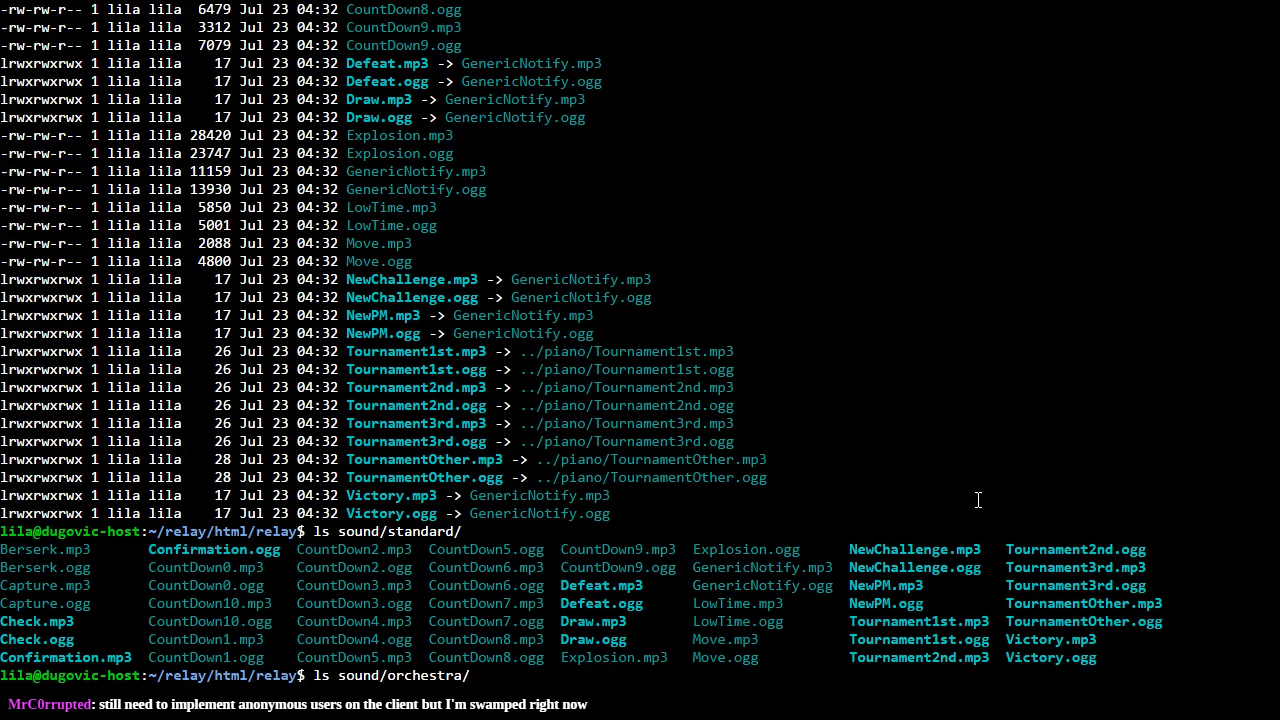 -rw-rw-r-- 1 lila lila  6479 Jul 23 04:32 CountDown8.ogg
-rw-rw-r-- 1 lila lila  3312 Jul 23 04:32 CountDown9.mp3
-rw-rw-r-- 1 lila lila  7079 Jul 23 04:32 CountDown9.ogg
lrwxrwxrwx 1 lila lila    17 Jul 23 04:32 Defeat.mp3 -> GenericNotify.mp3
lrwxrwxrwx 1 lila lila    17 Jul 23 04:32 Defeat.ogg -> GenericNotify.ogg
lrwxrwxrwx 1 lila lila    17 Jul 23 04:32 Draw.mp3 -> GenericNotify.mp3
lrwxrwxrwx 1 lila lila    17 Jul 23 04:32 Draw.ogg -> GenericNotify.ogg
-rw-rw-r-- 1 lila lila 28420 Jul 23 04:32 Explosion.mp3
-rw-rw-r-- 1 lila lila 23747 Jul 23 04:32 Explosion.ogg
-rw-rw-r-- 1 lila lila 11159 Jul 23 04:32 GenericNotify.mp3
-rw-rw-r-- 1 lila lila 13930 Jul 23 04:32 GenericNotify.ogg
-rw-rw-r-- 1 lila lila  5850 Jul 23 04:32 LowTime.mp3
-rw-rw-r-- 1 lila lila  5001 Jul 23 04:32 LowTime.ogg
-rw-rw-r-- 1 lila lila  2088 Jul 23 04:32 Move.mp3
-rw-rw-r-- 1 lila lila  4800 Jul 23 04:32 Move.ogg
lrwxrwxrwx 1 lila lila    17 Jul 23 04:32 NewChallenge.mp3 -> GenericNotify.mp3
lrwxrwxrwx 1 lila lila    17 Jul 23 04:32 NewChallenge.ogg -> GenericNotify.ogg
lrwxrwxrwx 1 lila lila    17 Jul 23 04:32 NewPM.mp3 -> GenericNotify.mp3
lrwxrwxrwx 1 lila lila    17 Jul 23 04:32 NewPM.ogg -> GenericNotify.ogg
lrwxrwxrwx 1 lila lila    26 Jul 23 04:32 Tournament1st.mp3 -> ../piano/Tournament1st.mp3
lrwxrwxrwx 1 lila lila    26 Jul 23 04:32 Tournament1st.ogg -> ../piano/Tournament1st.ogg
lrwxrwxrwx 1 lila lila    26 Jul 23 04:32 Tournament2nd.mp3 -> ../piano/Tournament2nd.mp3
lrwxrwxrwx 1 lila lila    26 Jul 23 04:32 Tournament2nd.ogg -> ../piano/Tournament2nd.ogg
lrwxrwxrwx 1 lila lila    26 Jul 23 04:32 Tournament3rd.mp3 -> ../piano/Tournament3rd.mp3
lrwxrwxrwx 1 lila lila    26 Jul 23 04:32 Tournament3rd.ogg -> ../piano/Tournament3rd.ogg
lrwxrwxrwx 1 lila lila    28 Jul 23 04:32 TournamentOther.mp3 -> ../piano/TournamentOther.mp3
lrwxrwxrwx 1 lila lila    28 Jul 23 04:32 TournamentOther.ogg -> ../piano/TournamentOther.ogg
lrwxrwxrwx 1 lila lila    17 Jul 23 04:32 Victory.mp3 -> GenericNotify.mp3
lrwxrwxrwx 1 lila lila    17 Jul 23 04:32 Victory.ogg -> GenericNotify.ogg
lila@dugovic-host:~/relay/html/relay$ ls sound/standard/
Berserk.mp3       Confirmation.ogg  CountDown2.mp3  CountDown5.ogg  CountDown9.mp3  Explosion.ogg      NewChallenge.mp3   Tournament2nd.ogg
Berserk.ogg       CountDown0.mp3    CountDown2.ogg  CountDown6.mp3  CountDown9.ogg  GenericNotify.mp3  NewChallenge.ogg   Tournament3rd.mp3
Capture.mp3       CountDown0.ogg    CountDown3.mp3  CountDown6.ogg  Defeat.mp3      GenericNotify.ogg  NewPM.mp3          Tournament3rd.ogg
Capture.ogg       CountDown10.mp3   CountDown3.ogg  CountDown7.mp3  Defeat.ogg      LowTime.mp3        NewPM.ogg          TournamentOther.mp3
Check.mp3         CountDown10.ogg   CountDown4.mp3  CountDown7.ogg  Draw.mp3        LowTime.ogg        Tournament1st.mp3  TournamentOther.ogg
Check.ogg         CountDown1.mp3    CountDown4.ogg  CountDown8.mp3  Draw.ogg        Move.mp3           Tournament1st.ogg  Victory.mp3
Confirmation.mp3  CountDown1.ogg    CountDown5.mp3  CountDown8.ogg  Explosion.mp3   Move.ogg           Tournament2nd.mp3  Victory.ogg
lila@dugovic-host:~/relay/html/relay$ ls sound/orchestra/
MrC0rrupted: still need to implement anonymous users on the client but I'm swamped right now